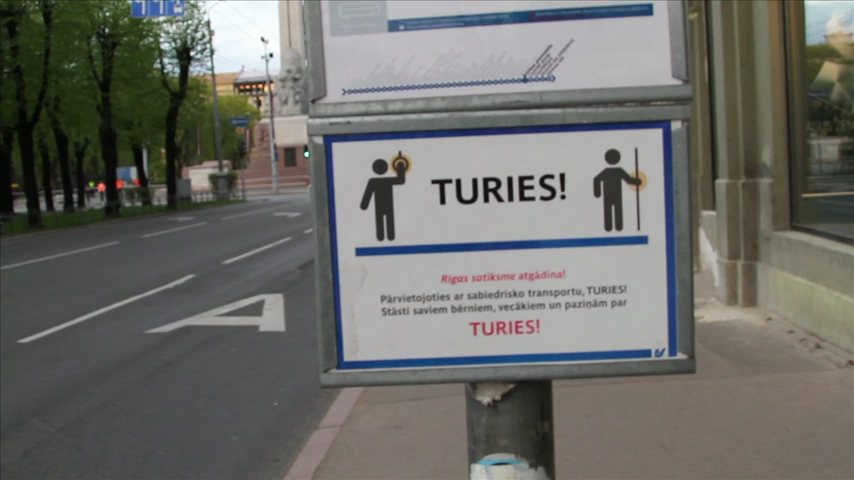 TURIES!
Rīgas satiksme atgādina!
Pārvietojoties ar sabiedrisko transportu, TURIES!
Stāsti saviem bērniem, vecākiem un paziņām par
TURIES!
A